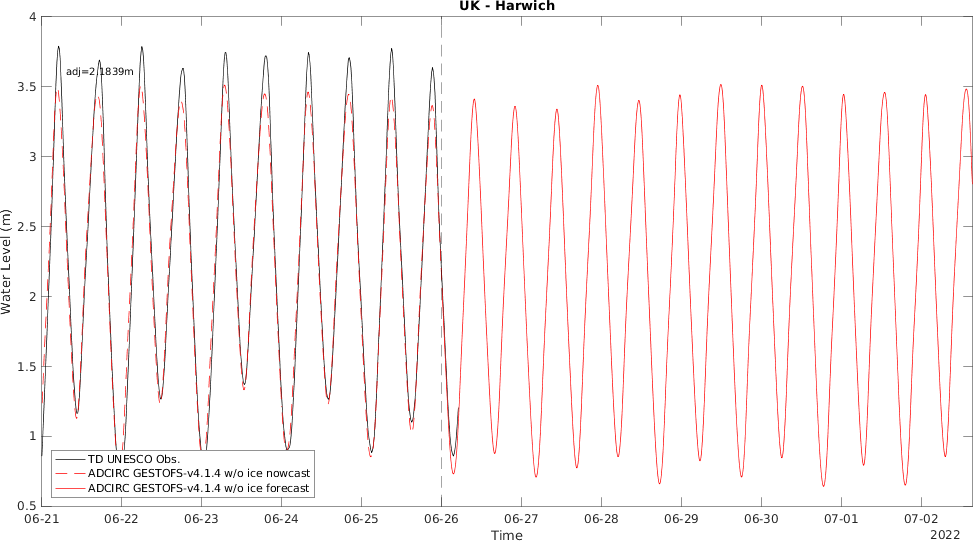 UK - Harwich
4
3.5
3
2.5
2
1.5
1
0.5
Water Level (m)
adj=2.1839m
TD UNESCO Obs.
ADCIRC GESTOFS-v4.1.4 w/o ice nowcast
ADCIRC GESTOFS-v4.1.4 w/o ice forecast
06-21 06-22 06-23 06-24 06-25 06-26 06-27 06-28 06-29 06-30 07-01 07-02
Time
2022